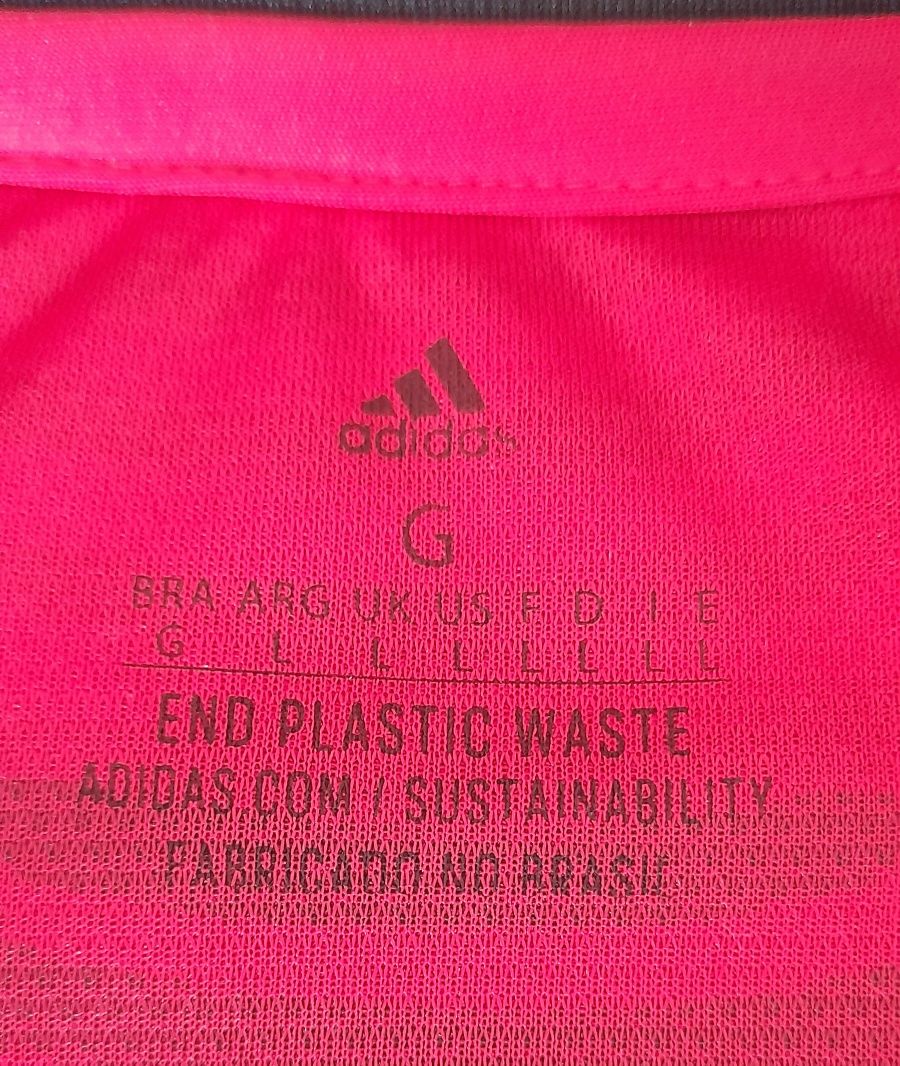 adidas
G
BRA ARG UK US F D I E
G L L L L L L L
END PLASTIC WASTE
ADIDAS.COM / SUSTAINABILITY
FABRICADO NO BRASIL